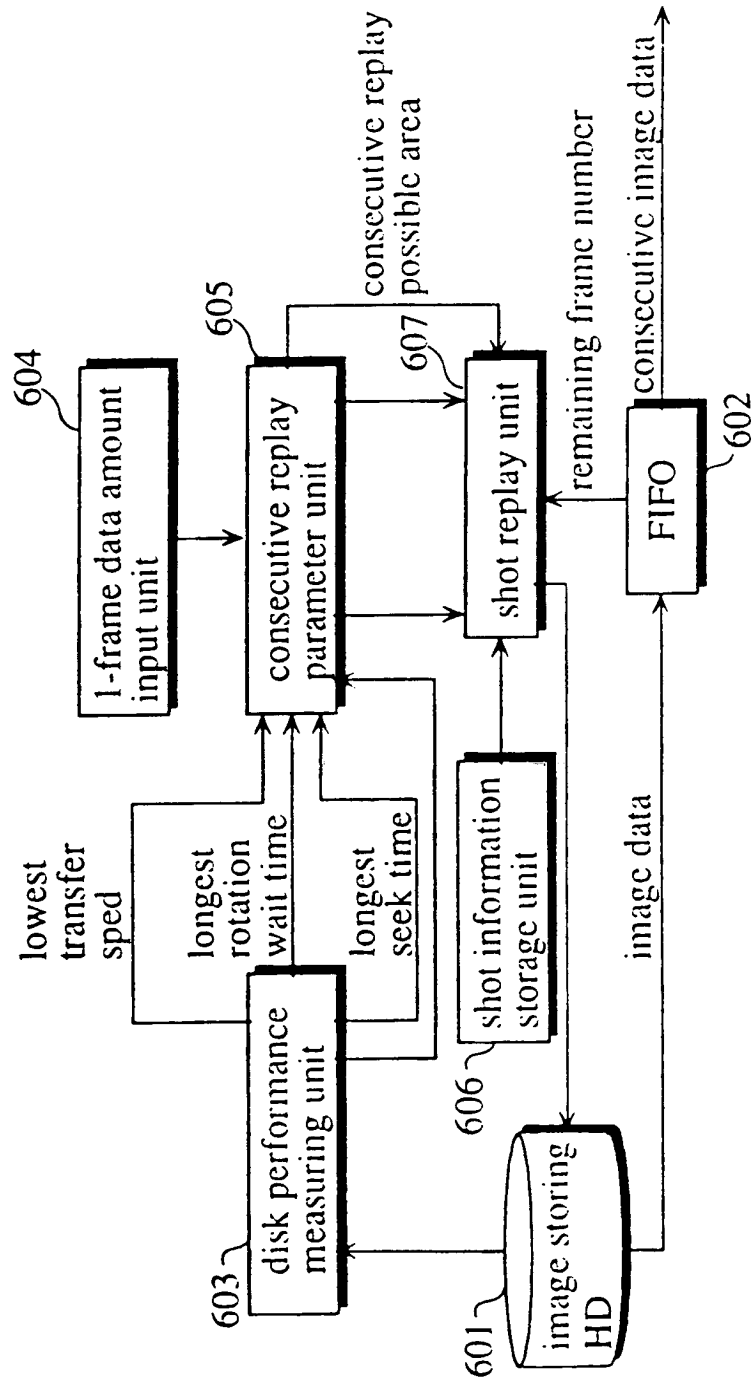 604
1-frame data amount
input unit
lowest
transfer
sped
longest
rotation
wait time
longest
seek time
603
disk performance
measuring unit
605
consecutive replay
parameter unit
consecutive replay
possible area
606
shot information
storage unit
607
shot replay unit
remaining frame number
601
image storing
HD
image data
FIFO
602
consecutive image data